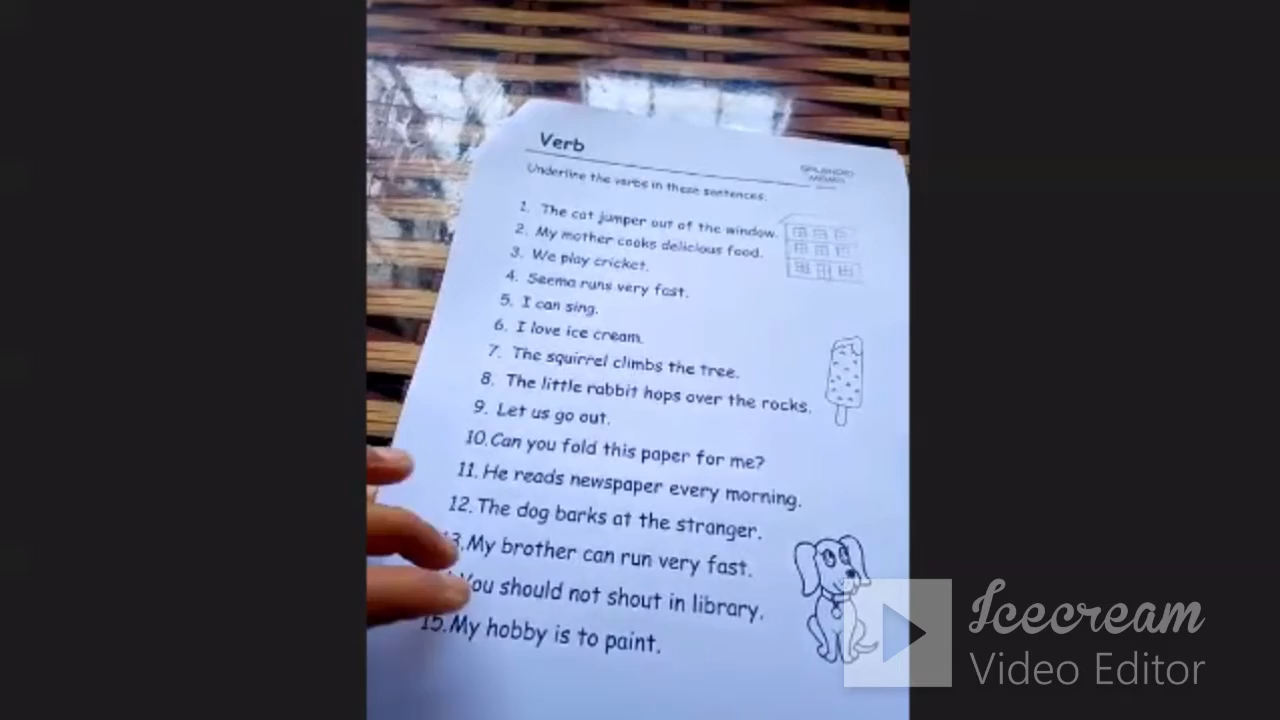 Verb
Underline the verbs in these sentences.
1. The cat jumper out of the window.
2. My mother cooks delicious food.
3. We play cricket.
4. Seema runs very fast.
5. I can sing.
6. I love ice cream.
7. The squirrel climbs the tree.
8. The little rabbit hops over the rocks.
9. Let us go out.
10. Can you fold this paper for me?
11. He reads newspaper every morning.
12. The dog barks at the stranger.
13. My brother can run very fast.
You should not shout in library.
15. My hobby is to paint.
Icecream
Video Editor